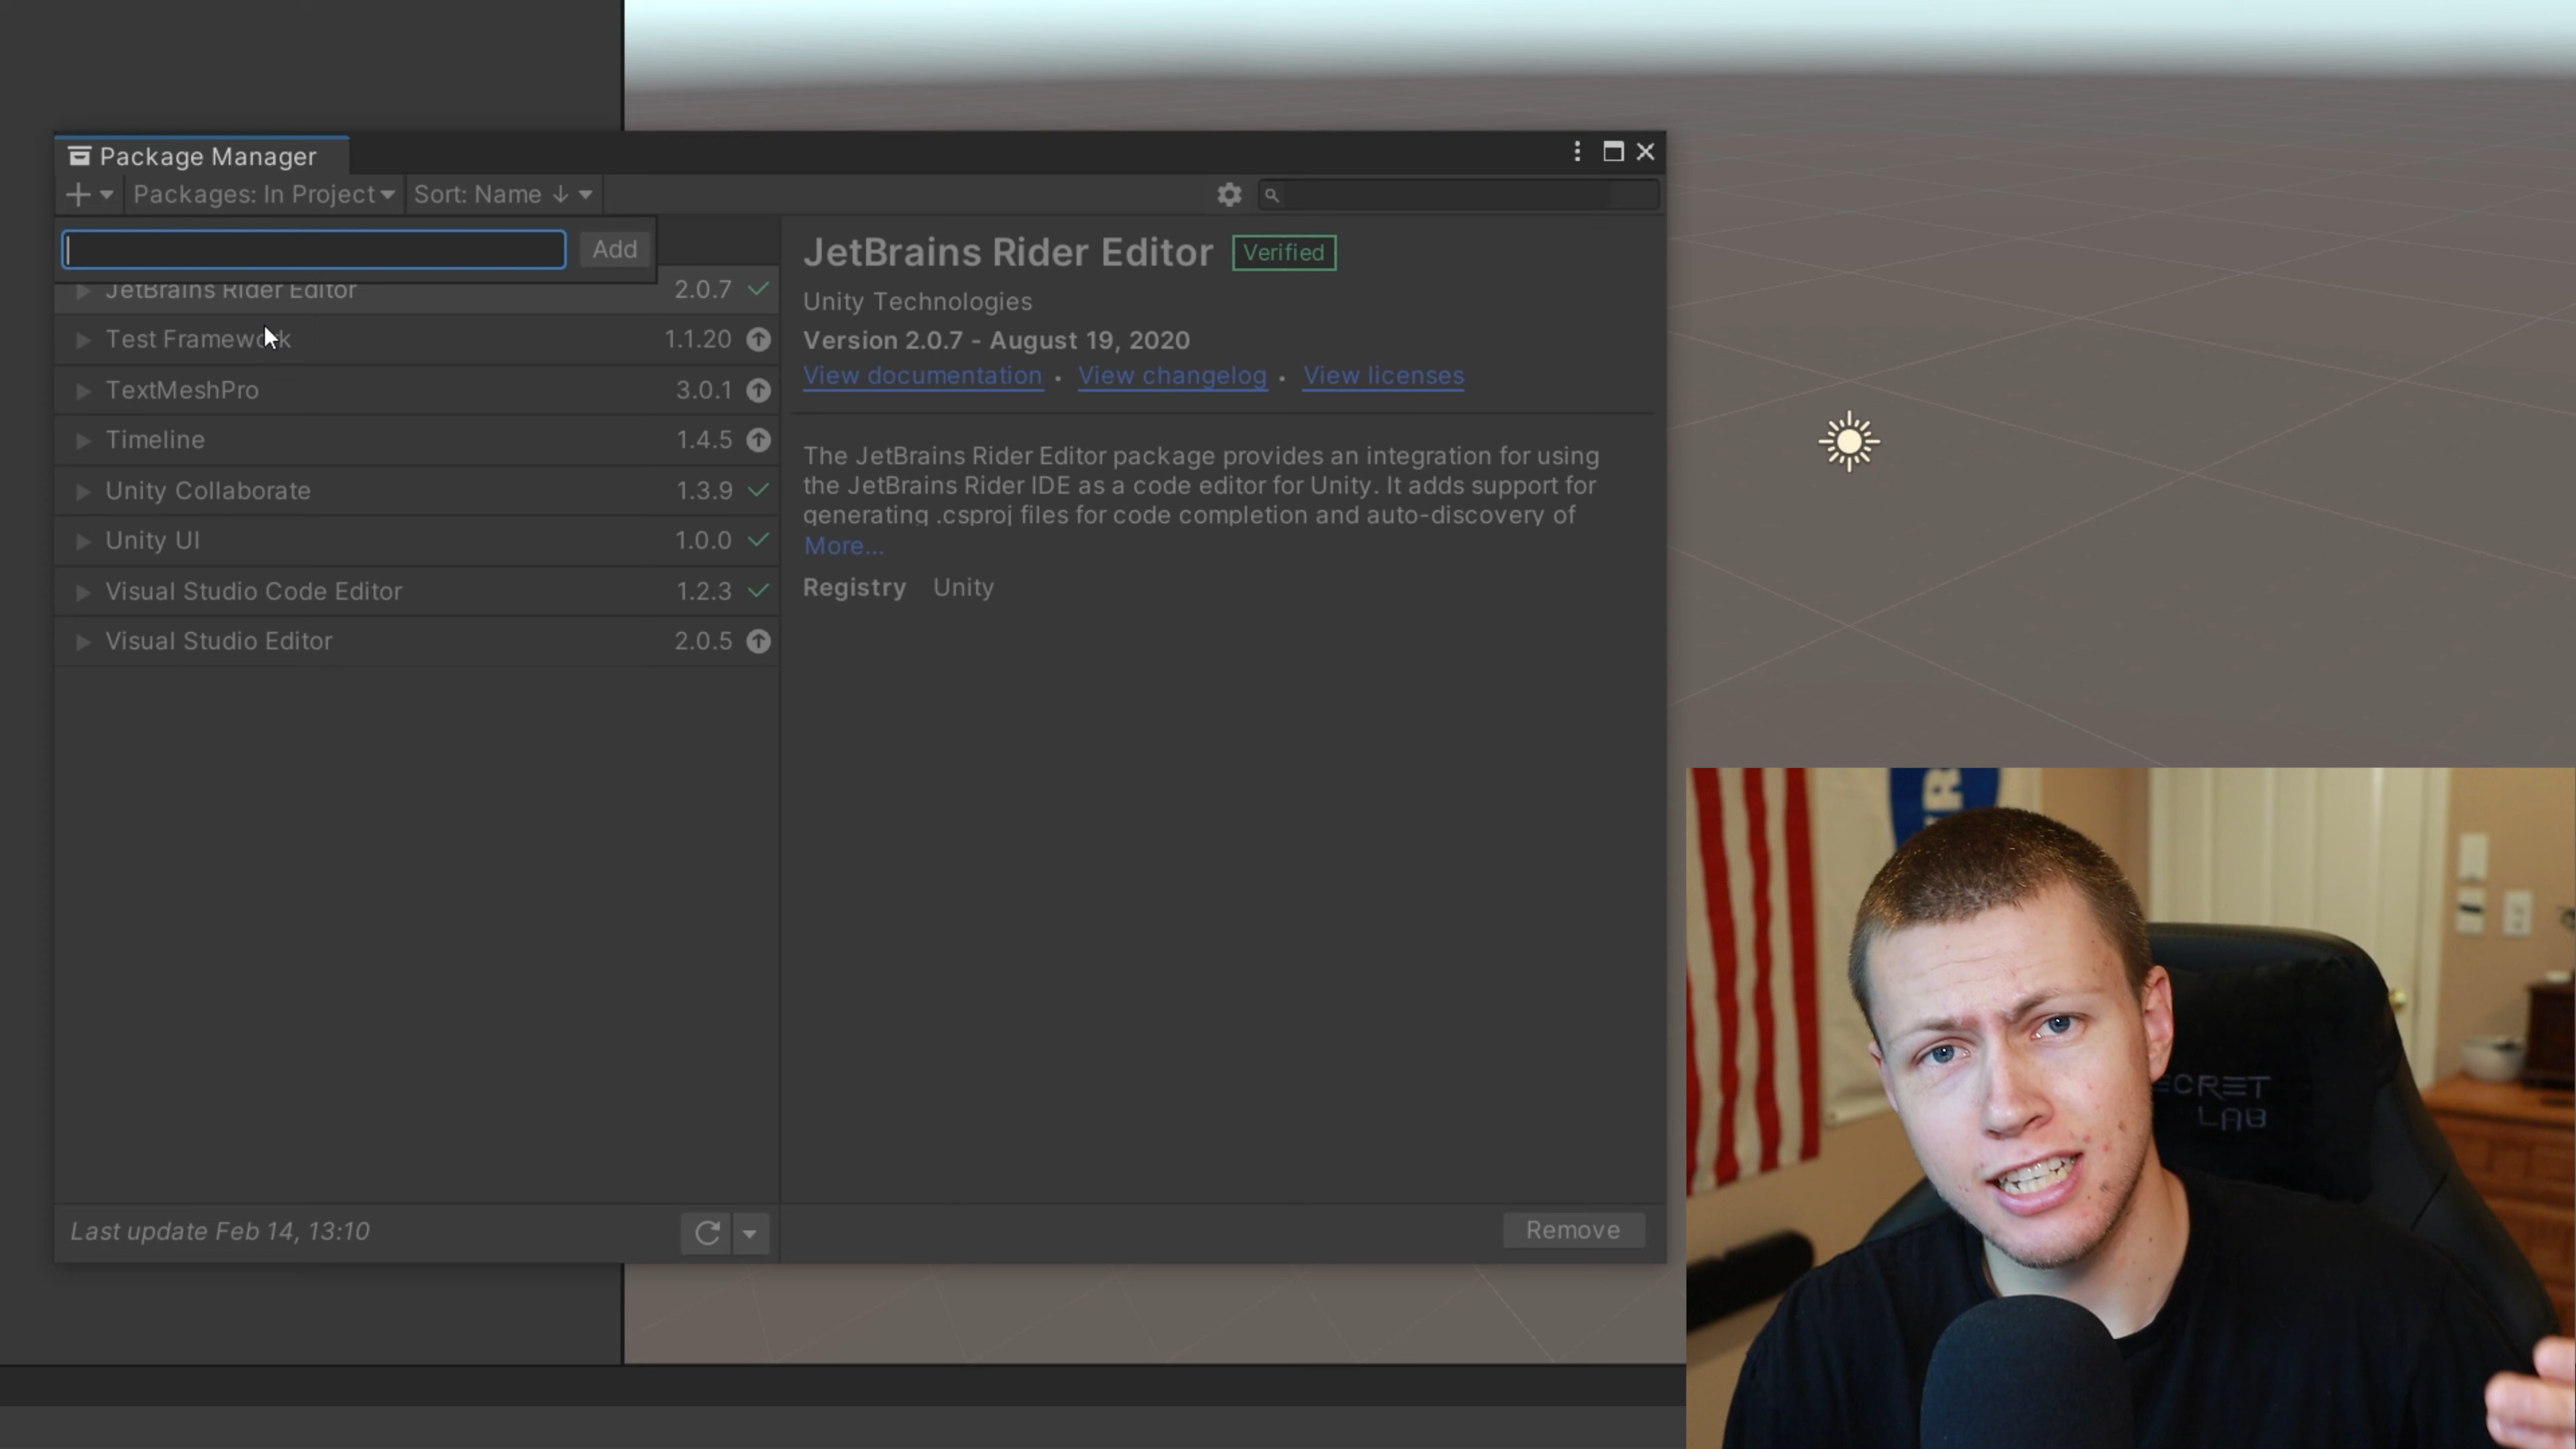 Package Manager
Packages: In Project
Sort: Name ↓
Add
JetBrains Rider Editor 2.0.7
Test Framework 1.1.20
TextMeshPro 3.0.1
Timeline 1.4.5
Unity Collaborate 1.3.9
Unity UI 1.0.0
Visual Studio Code Editor 1.2.3
Visual Studio Editor 2.0.5
Last update Feb 14, 13:10
JetBrains Rider Editor Verified
Unity Technologies
Version 2.0.7 - August 19, 2020
View documentation • View changelog • View licenses
The JetBrains Rider Editor package provides an integration for using
the JetBrains Rider IDE as a code editor for Unity. It adds support for
generating .csproj files for code completion and auto-discovery of
More...
Registry Unity
Remove
ECRET
LAB